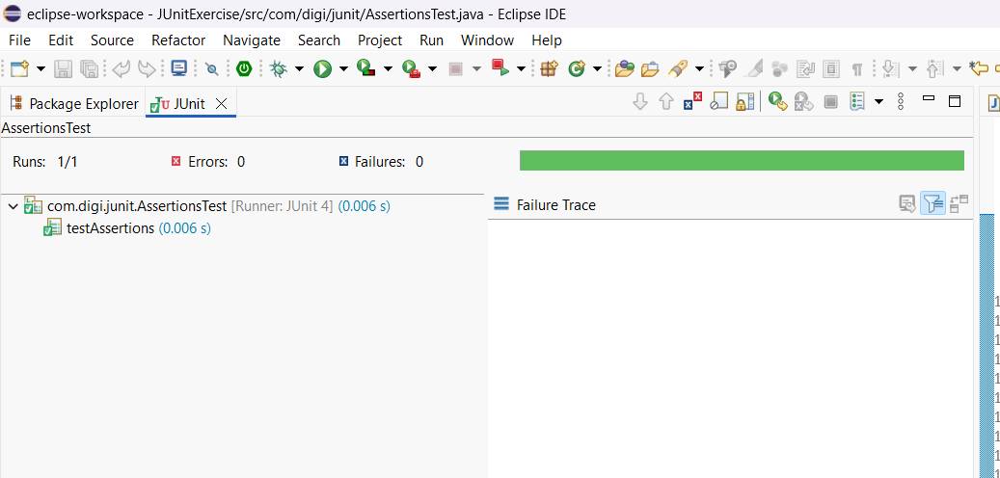 eclipse-workspace - JUnitExercise/src/com/digi/junit/AssertionsTest.java - Eclipse IDE
File Edit Source Refactor Navigate Search Project Run Window Help
Package Explorer JUnit
AssertionsTest
Runs: 1/1 Errors: 0 Failures: 0
com.digi.junit.AssertionsTest [Runner: JUnit 4] (0.006 s)
Failure Trace
testAssertions (0.006 s)